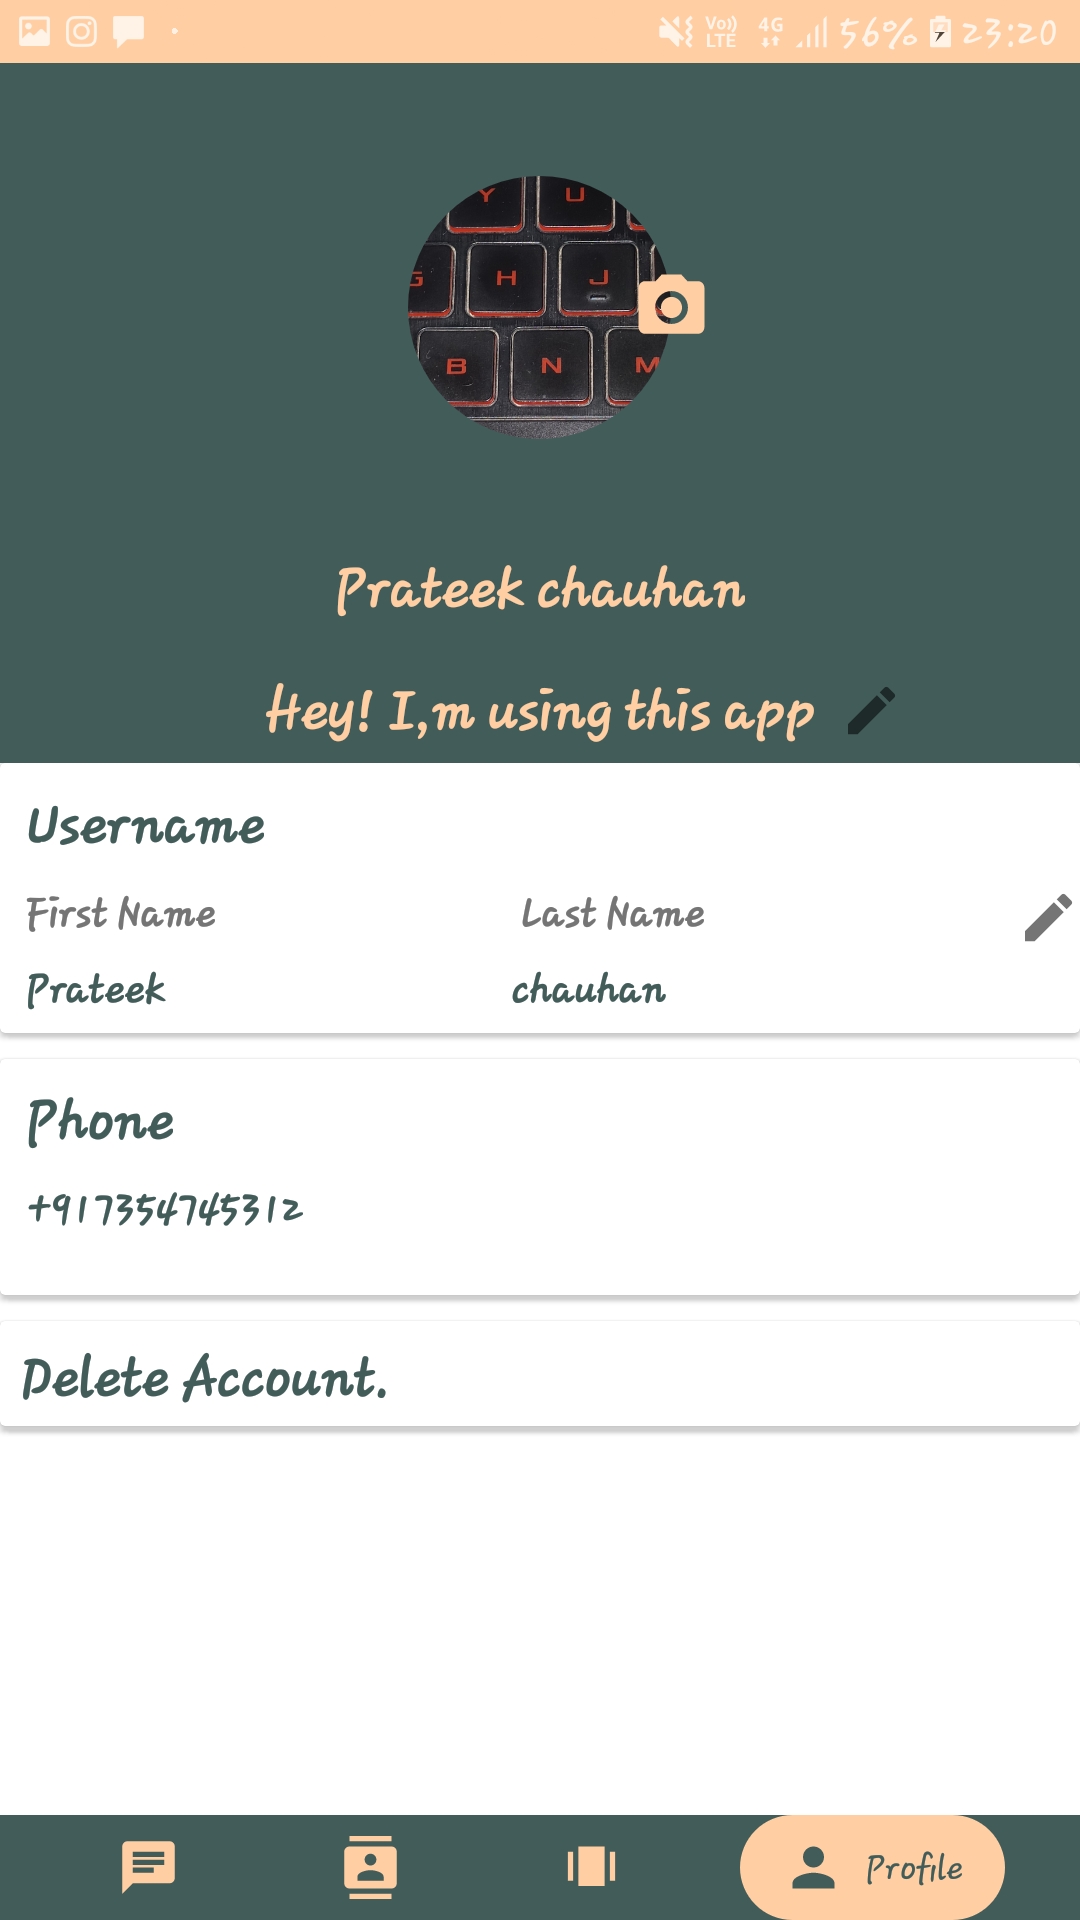 Vo)) LTE 4G 56% 23:20
Y U
G H J
B N M
Prateek chauhan
Hey! I,m using this app
Username
First Name Last Name
Prateek chauhan
Phone
+917354745312
Delete Account.
Profile